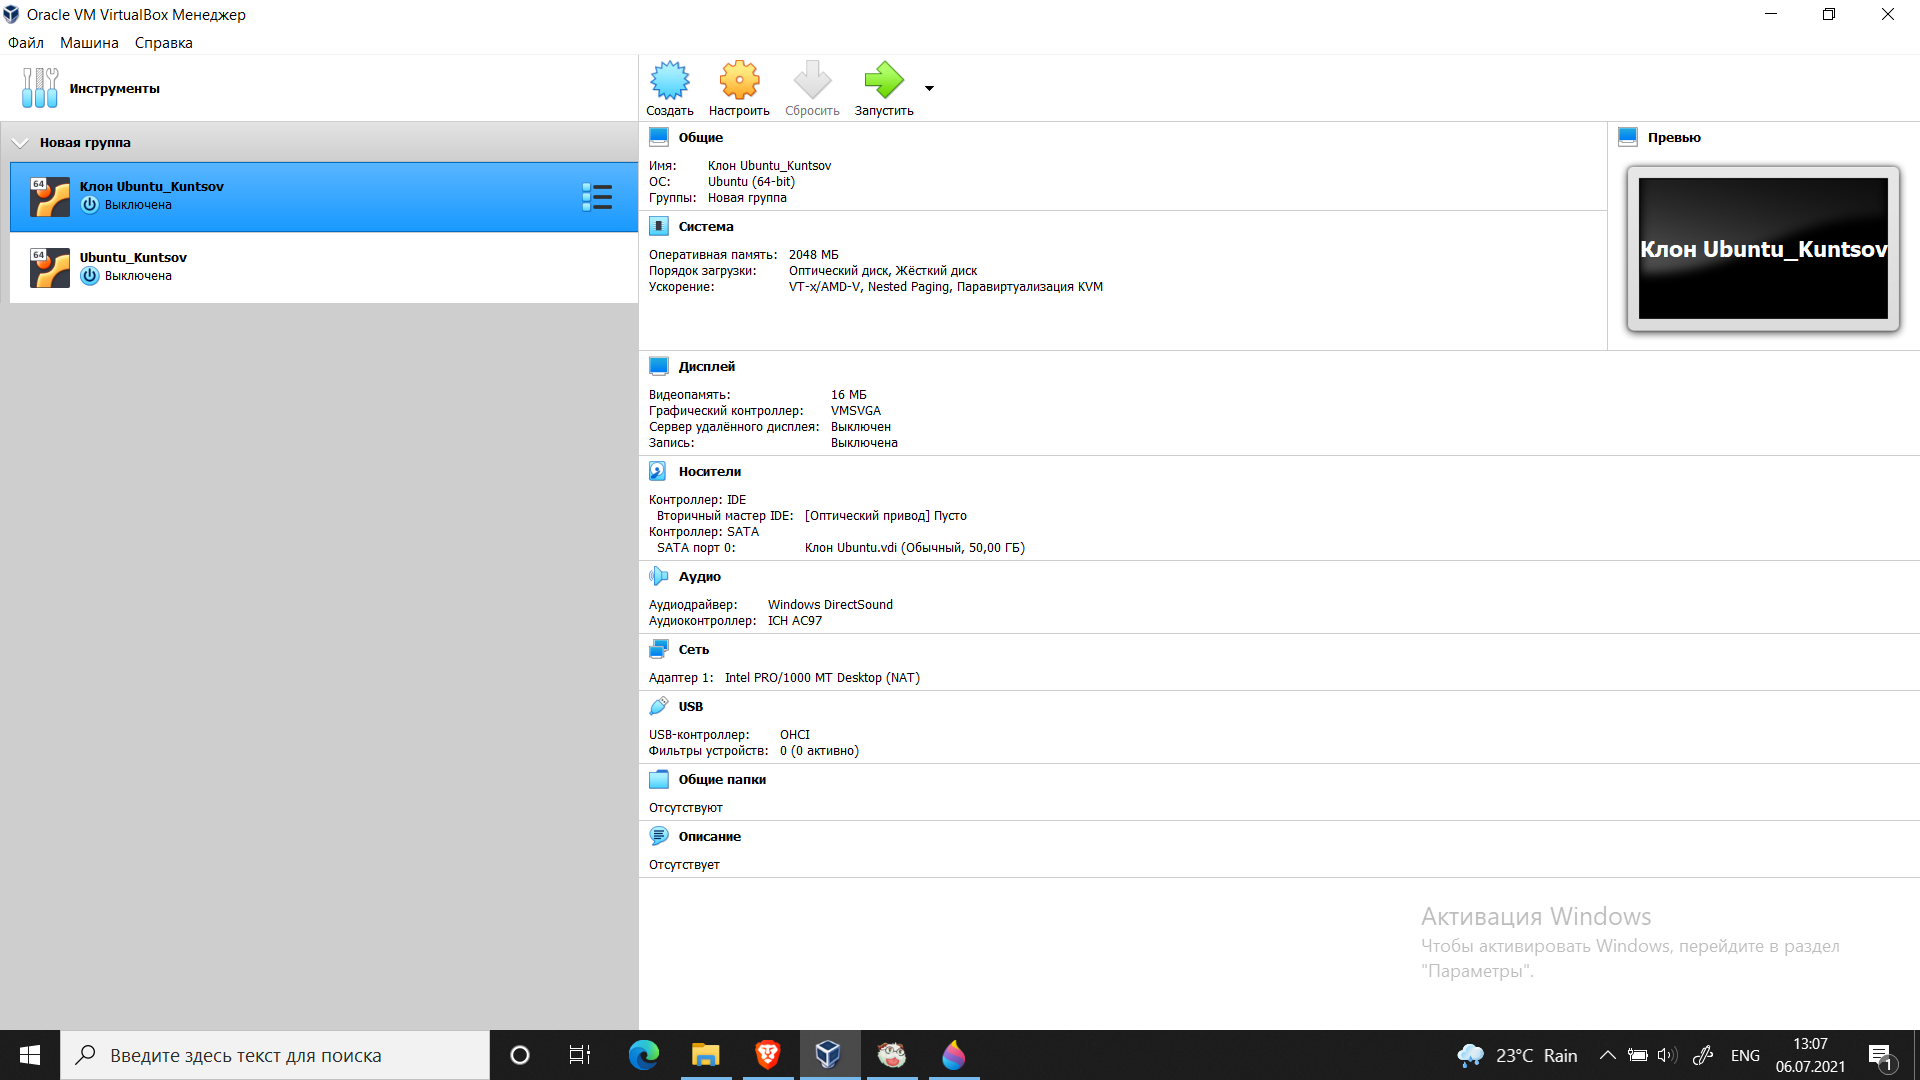 Oracle VM VirtualBox Менеджер
Файл Машина Справка
Инструменты
Создать Настроить Сбросить Запустить
Новая группа
64
Клон Ubuntu_Kuntsov
Выключена
64
Ubuntu_Kuntsov
Выключена
Общие
Имя: Клон Ubuntu_Kuntsov
ОС: Ubuntu (64-bit)
Группы: Новая группа
Система
Оперативная память: 2048 МБ
Порядок загрузки: Оптический диск, Жёсткий диск
Ускорение: VT-x/AMD-V, Nested Paging, Паравиртуализация KVM
Превью
Клон Ubuntu_Kuntsov
Дисплей
Видеопамять: 16 МБ
Графический контроллер: VMSVGA
Сервер удалённого дисплея: Выключен
Запись: Выключена
Носители
Контроллер: IDE
Вторичный мастер IDE: [Оптический привод] Пусто
Контроллер: SATA
SATA порт 0: Клон Ubuntu.vdi (Обычный, 50,00 ГБ)
Аудио
Аудиодрайвер: Windows DirectSound
Аудиоконтроллер: ICH AC97
Сеть
Адаптер 1: Intel PRO/1000 MT Desktop (NAT)
USB
USB-контроллер: OHCI
Фильтры устройств: 0 (0 активно)
Общие папки
Отсутствуют
Описание
Отсутствует
Активация Windows
Чтобы активировать Windows, перейдите в раздел
"Параметры".
Введите здесь текст для поиска
23°C Rain
ENG
13:07
06.07.2021
1